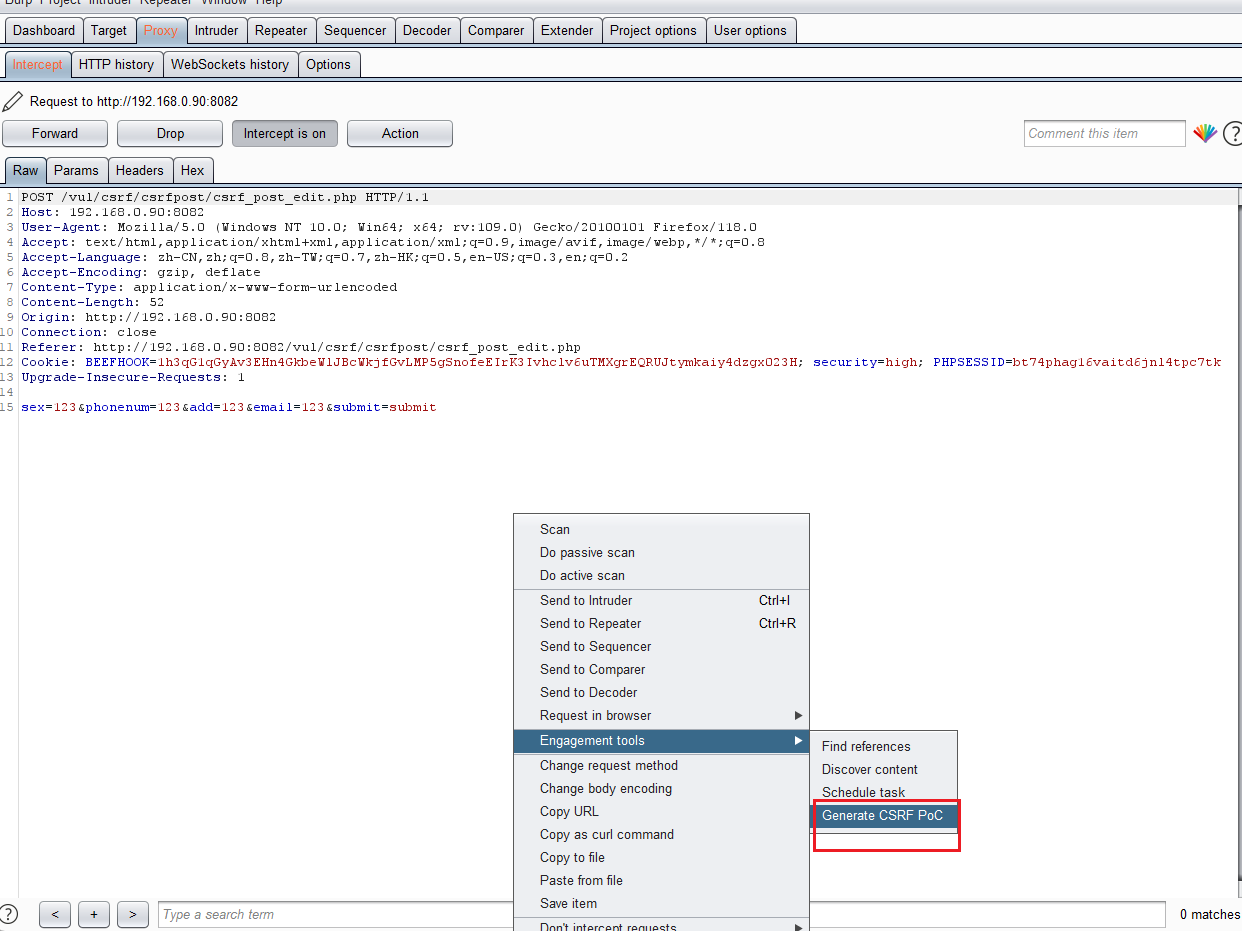 Burp Project Intruder Repeater Window Help
Dashboard Target Proxy Intruder Repeater Sequencer Decoder Comparer Extender Project options User options
Intercept HTTP history WebSockets history Options
Request to http://192.168.0.90:8082
Forward Drop Intercept is on Action Comment this item ?
Raw Params Headers Hex
1 POST /vul/csrf/csrfpost/csrf_post_edit.php HTTP/1.1
2 Host: 192.168.0.90:8082
3 User-Agent: Mozilla/5.0 (Windows NT 10.0; Win64; x64; rv:109.0) Gecko/20100101 Firefox/118.0
4 Accept: text/html,application/xhtml+xml,application/xml;q=0.9,image/avif,image/webp,*/*;q=0.8
5 Accept-Language: zh-CN,zh;q=0.8,zh-TW;q=0.7,zh-HK;q=0.5,en-US;q=0.3,en;q=0.2
6 Accept-Encoding: gzip, deflate
7 Content-Type: application/x-www-form-urlencoded
8 Content-Length: 52
9 Origin: http://192.168.0.90:8082
10 Connection: close
11 Referer: http://192.168.0.90:8082/vul/csrf/csrfpost/csrf_post_edit.php
12 Cookie: BEEFHOOK=1h3qG1qGyAv3EHn4GkbeWlJBcWkjfGvLMP5gSnofeEIrK3Ivhclv6uTMXgrEQRUJtymkaiy4dzgxO23H; security=high; PHPSESSID=bt74phag16vaitd6jnl4tpc7tk
13 Upgrade-Insecure-Requests: 1
14
15 sex=123&phonenum=123&add=123&email=123&submit=submit
Scan
Do passive scan
Do active scan
Send to Intruder Ctrl+I
Send to Repeater Ctrl+R
Send to Sequencer
Send to Comparer
Send to Decoder
Request in browser
Engagement tools
Find references
Discover content
Schedule task
Generate CSRF PoC
Change request method
Change body encoding
Copy URL
Copy as curl command
Copy to file
Paste from file
Save item
Don't intercept requests
? < + > Type a search term 0 matches